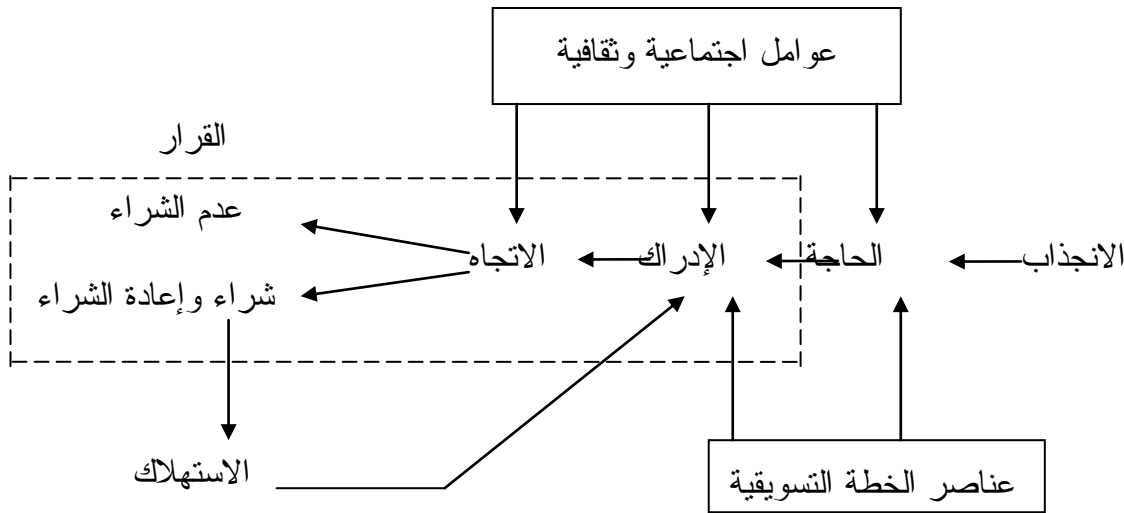 عوامل اجتماعية وثقافية
القرار
عدم الشراء
الانجذاب
الحاجة
الإدراك
الاتجاه
شراء وإعادة الشراء
الاستهلاك
عناصر الخطة التسويقية